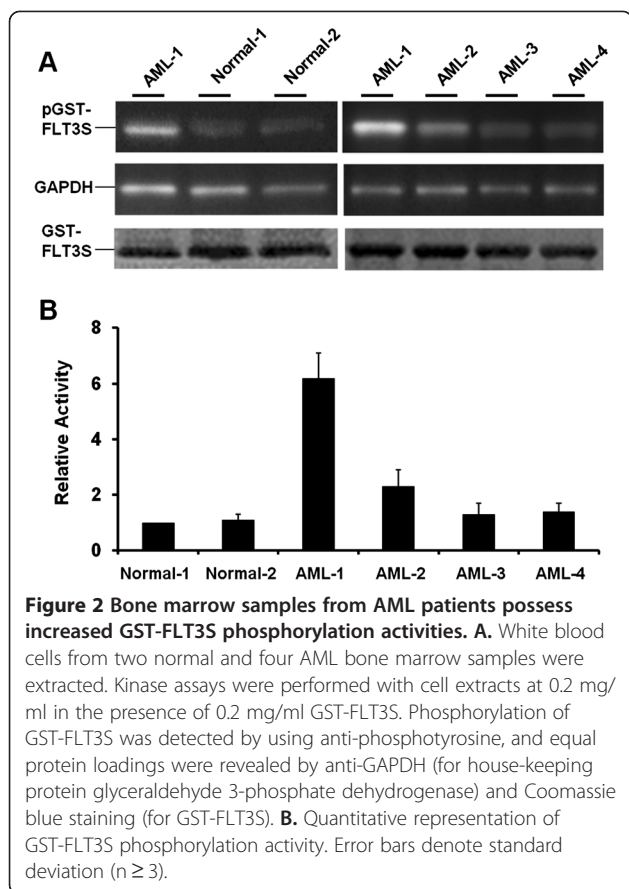 A
AML-1 Normal-1 Normal-2 AML-1 AML-2 AML-3 AML-4
pGST-
FLT3S
GAPDH
GST-
FLT3S
B
8
6
4
2
0
Relative Activity
Normal-1 Normal-2 AML-1 AML-2 AML-3 AML-4
Figure 2 Bone marrow samples from AML patients possess
increased GST-FLT3S phosphorylation activities. A. White blood
cells from two normal and four AML bone marrow samples were
extracted. Kinase assays were performed with cell extracts at 0.2 mg/
ml in the presence of 0.2 mg/ml GST-FLT3S. Phosphorylation of
GST-FLT3S was detected by using anti-phosphotyrosine, and equal
protein loadings were revealed by anti-GAPDH (for house-keeping
protein glyceraldehyde 3-phosphate dehydrogenase) and Coomassie
blue staining (for GST-FLT3S). B. Quantitative representation of
GST-FLT3S phosphorylation activity. Error bars denote standard
deviation (n ≥ 3).